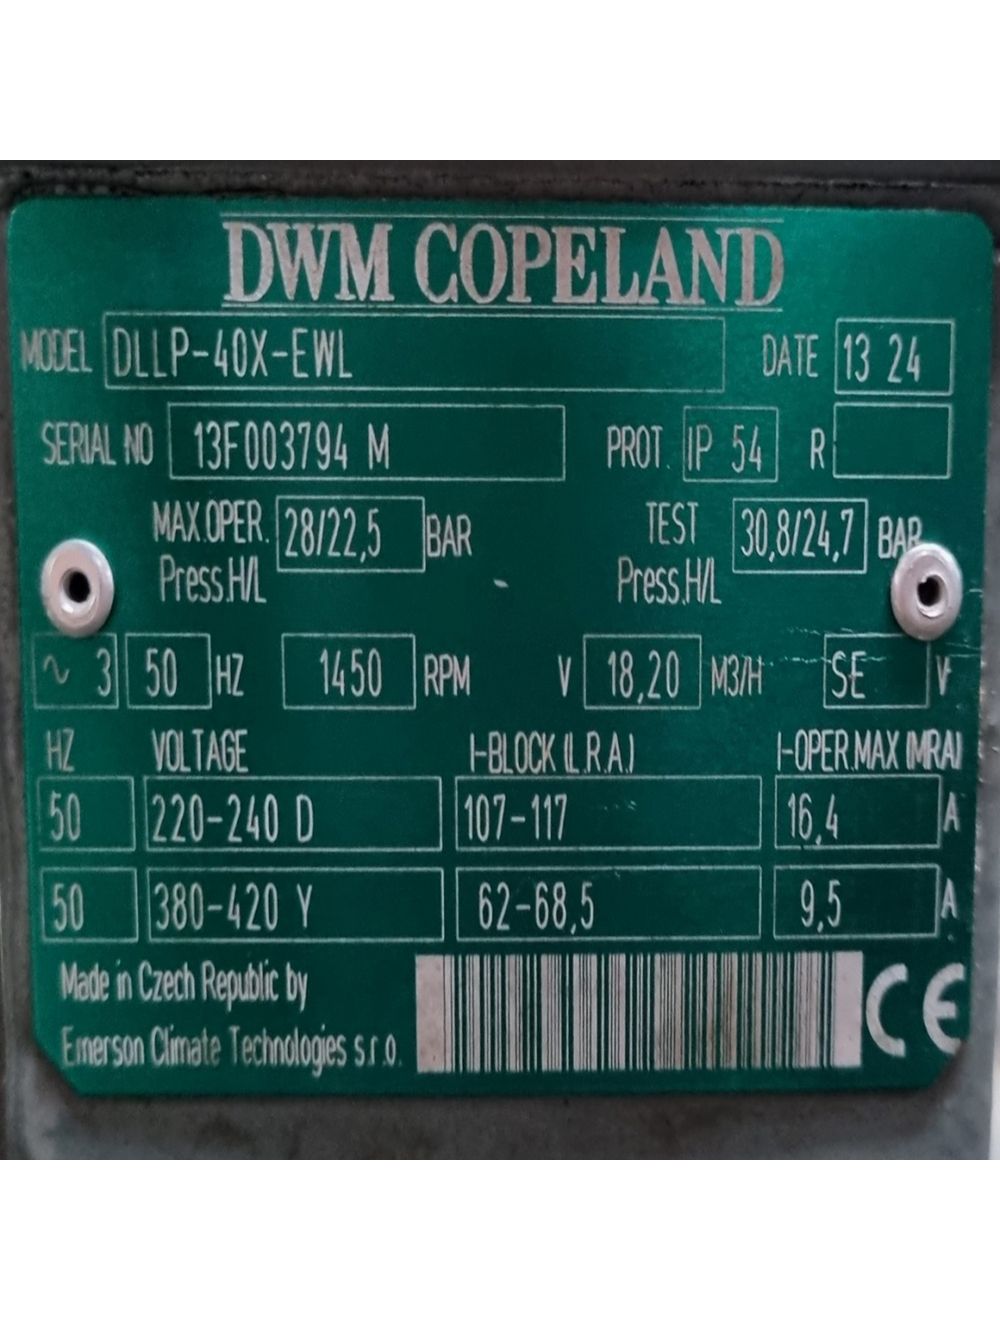 DWM COPELAND
MODEL DLLP-40X-EWL DATE 13 24
SERIAL NO 13F003794 M PROT. IP 54 R
MAX.OPER. 28/22,5 BAR TEST 30,8/24,7 BAR
Press.H/L Press.H/L
~ 3 50 HZ 1450 RPM V 18,20 M3/H SE V
HZ VOLTAGE I-BLOCK (L.R.A.) I-OPER.MAX (MRA)
50 220-240 D 107-117 16,4 A
50 380-420 Y 62-68,5 9,5 A
Made in Czech Republic by
Emerson Climate Technologies s.r.o. CE